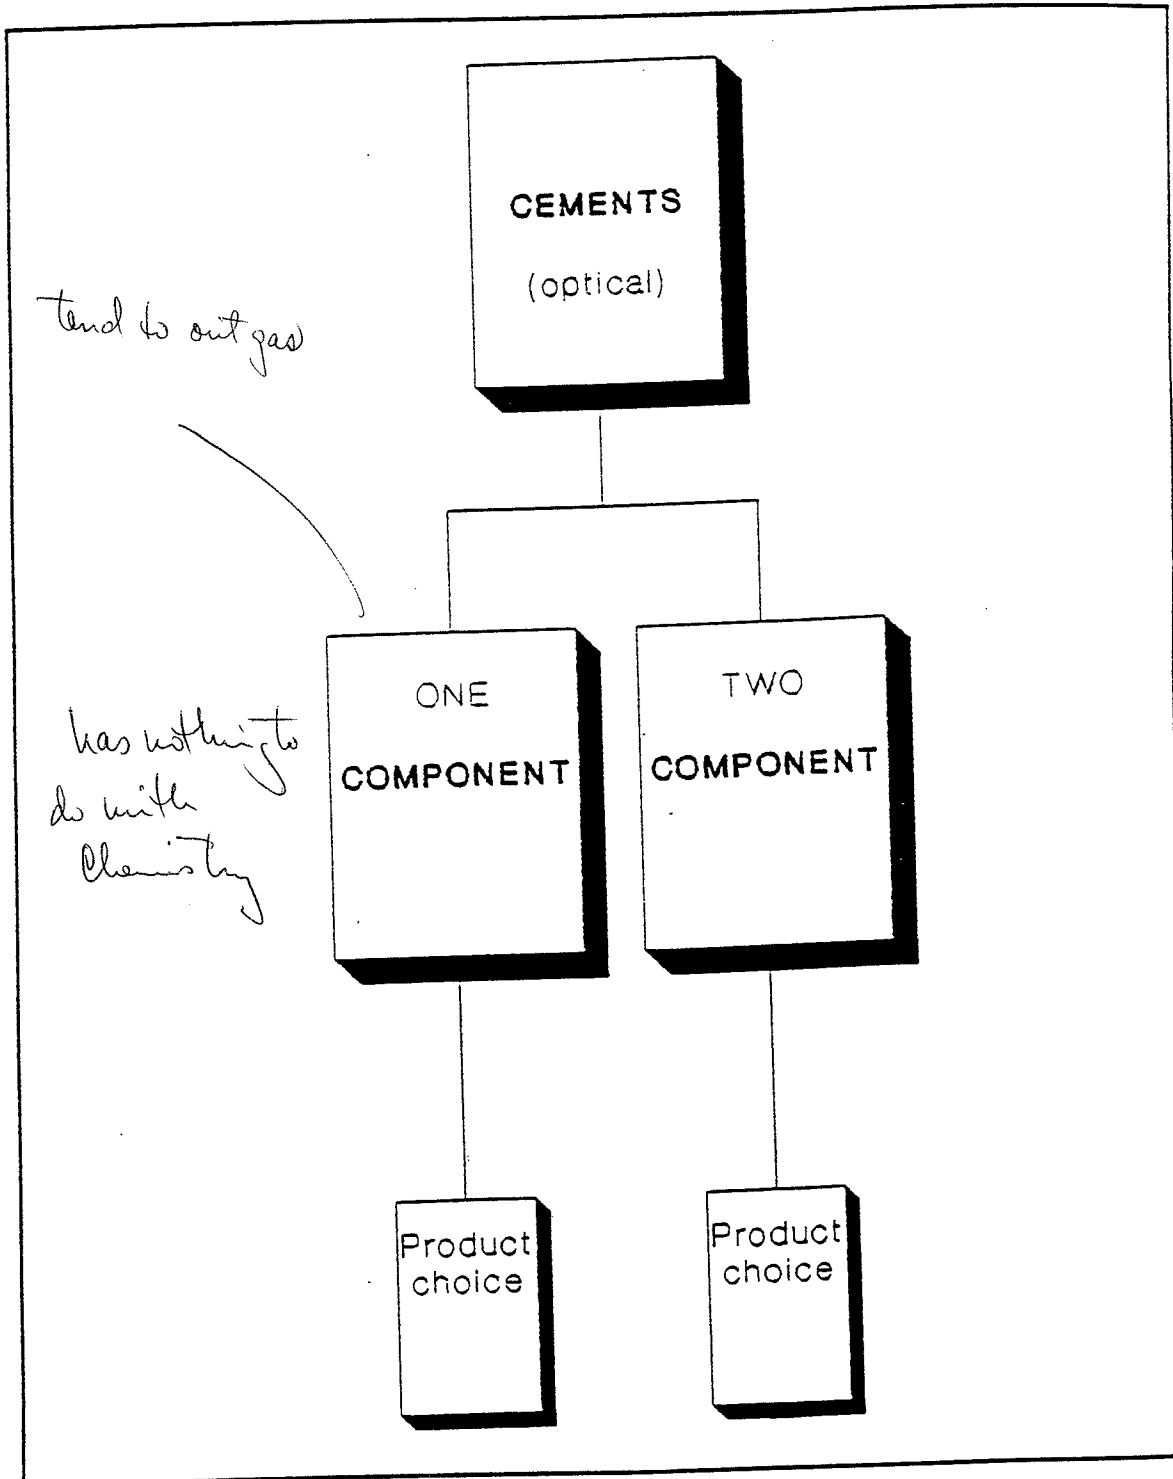 CEMENTS
(optical)
tend to out gas
ONE
COMPONENT
TWO
COMPONENT
has nothing to
do with
Chemistry
Product
choice
Product
choice